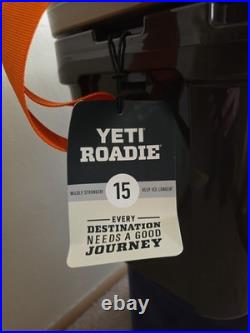 YETI
ROADIE®
WILDLY STRONGER! 15 KEEP ICE LONGER!
EVERY
DESTINATION
NEEDS A GOOD
JOURNEY